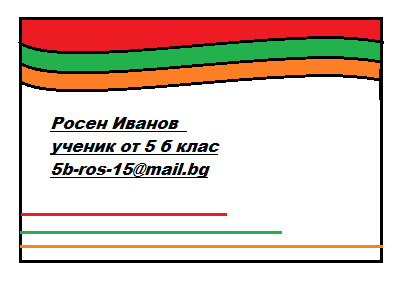 Росен Иванов
ученик от 5 б клас
5b-ros-15@mail.bg